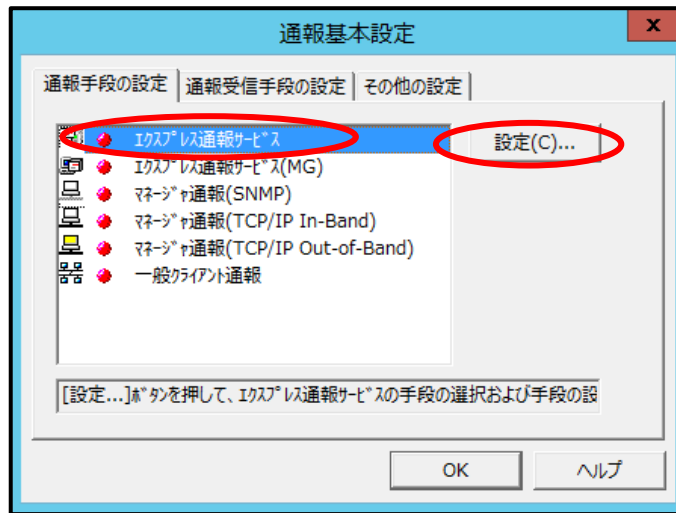 通報基本設定
x
通報手段の設定 通報受信手段の設定 その他の設定
ｴｸｽﾌﾟﾚｽ通報ｻｰﾋﾞｽ
設定(C)...
ｴｸｽﾌﾟﾚｽ通報ｻｰﾋﾞｽ(MG)
ﾏﾈｰｼﾞｬ通報(SNMP)
ﾏﾈｰｼﾞｬ通報(TCP/IP In-Band)
ﾏﾈｰｼﾞｬ通報(TCP/IP Out-of-Band)
一般ｸﾗｲｱﾝﾄ通報
[設定...]ﾎﾞﾀﾝを押して、ｴｸｽﾌﾟﾚｽ通報ｻｰﾋﾞｽの手段の選択および手段の設
OK ヘルプ